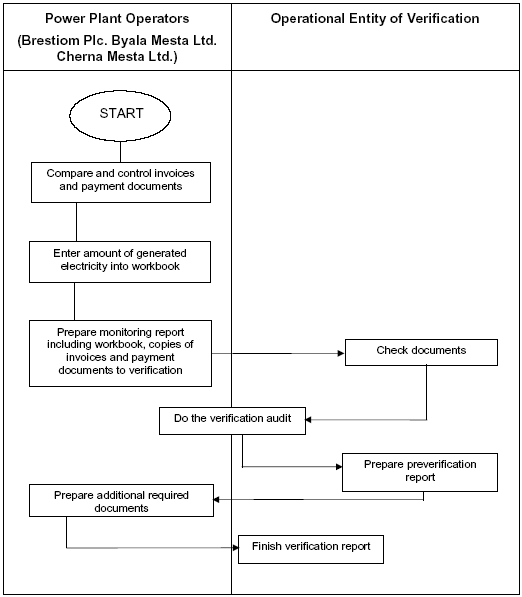 Power Plant Operators
(Brestiom Plc. Byala Mesta Ltd.
Cherna Mesta Ltd.)
Operational Entity of Verification
START
Compare and control invoices
and payment documents
Enter amount of generated
electricity into workbook
Prepare monitoring report
including workbook, copies of
invoices and payment
documents to verification
Check documents
Do the verification audit
Prepare preverification
report
Prepare additional required
documents
Finish verification report